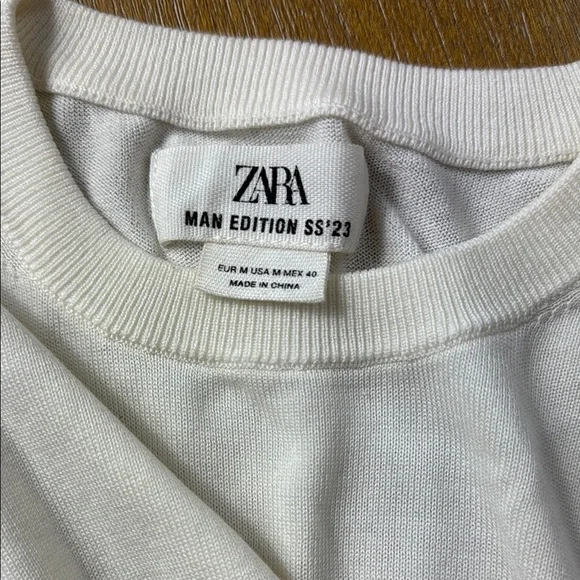 ZARA
MAN EDITION SS'23
EUR M USA M MEX 40
MADE IN CHINA